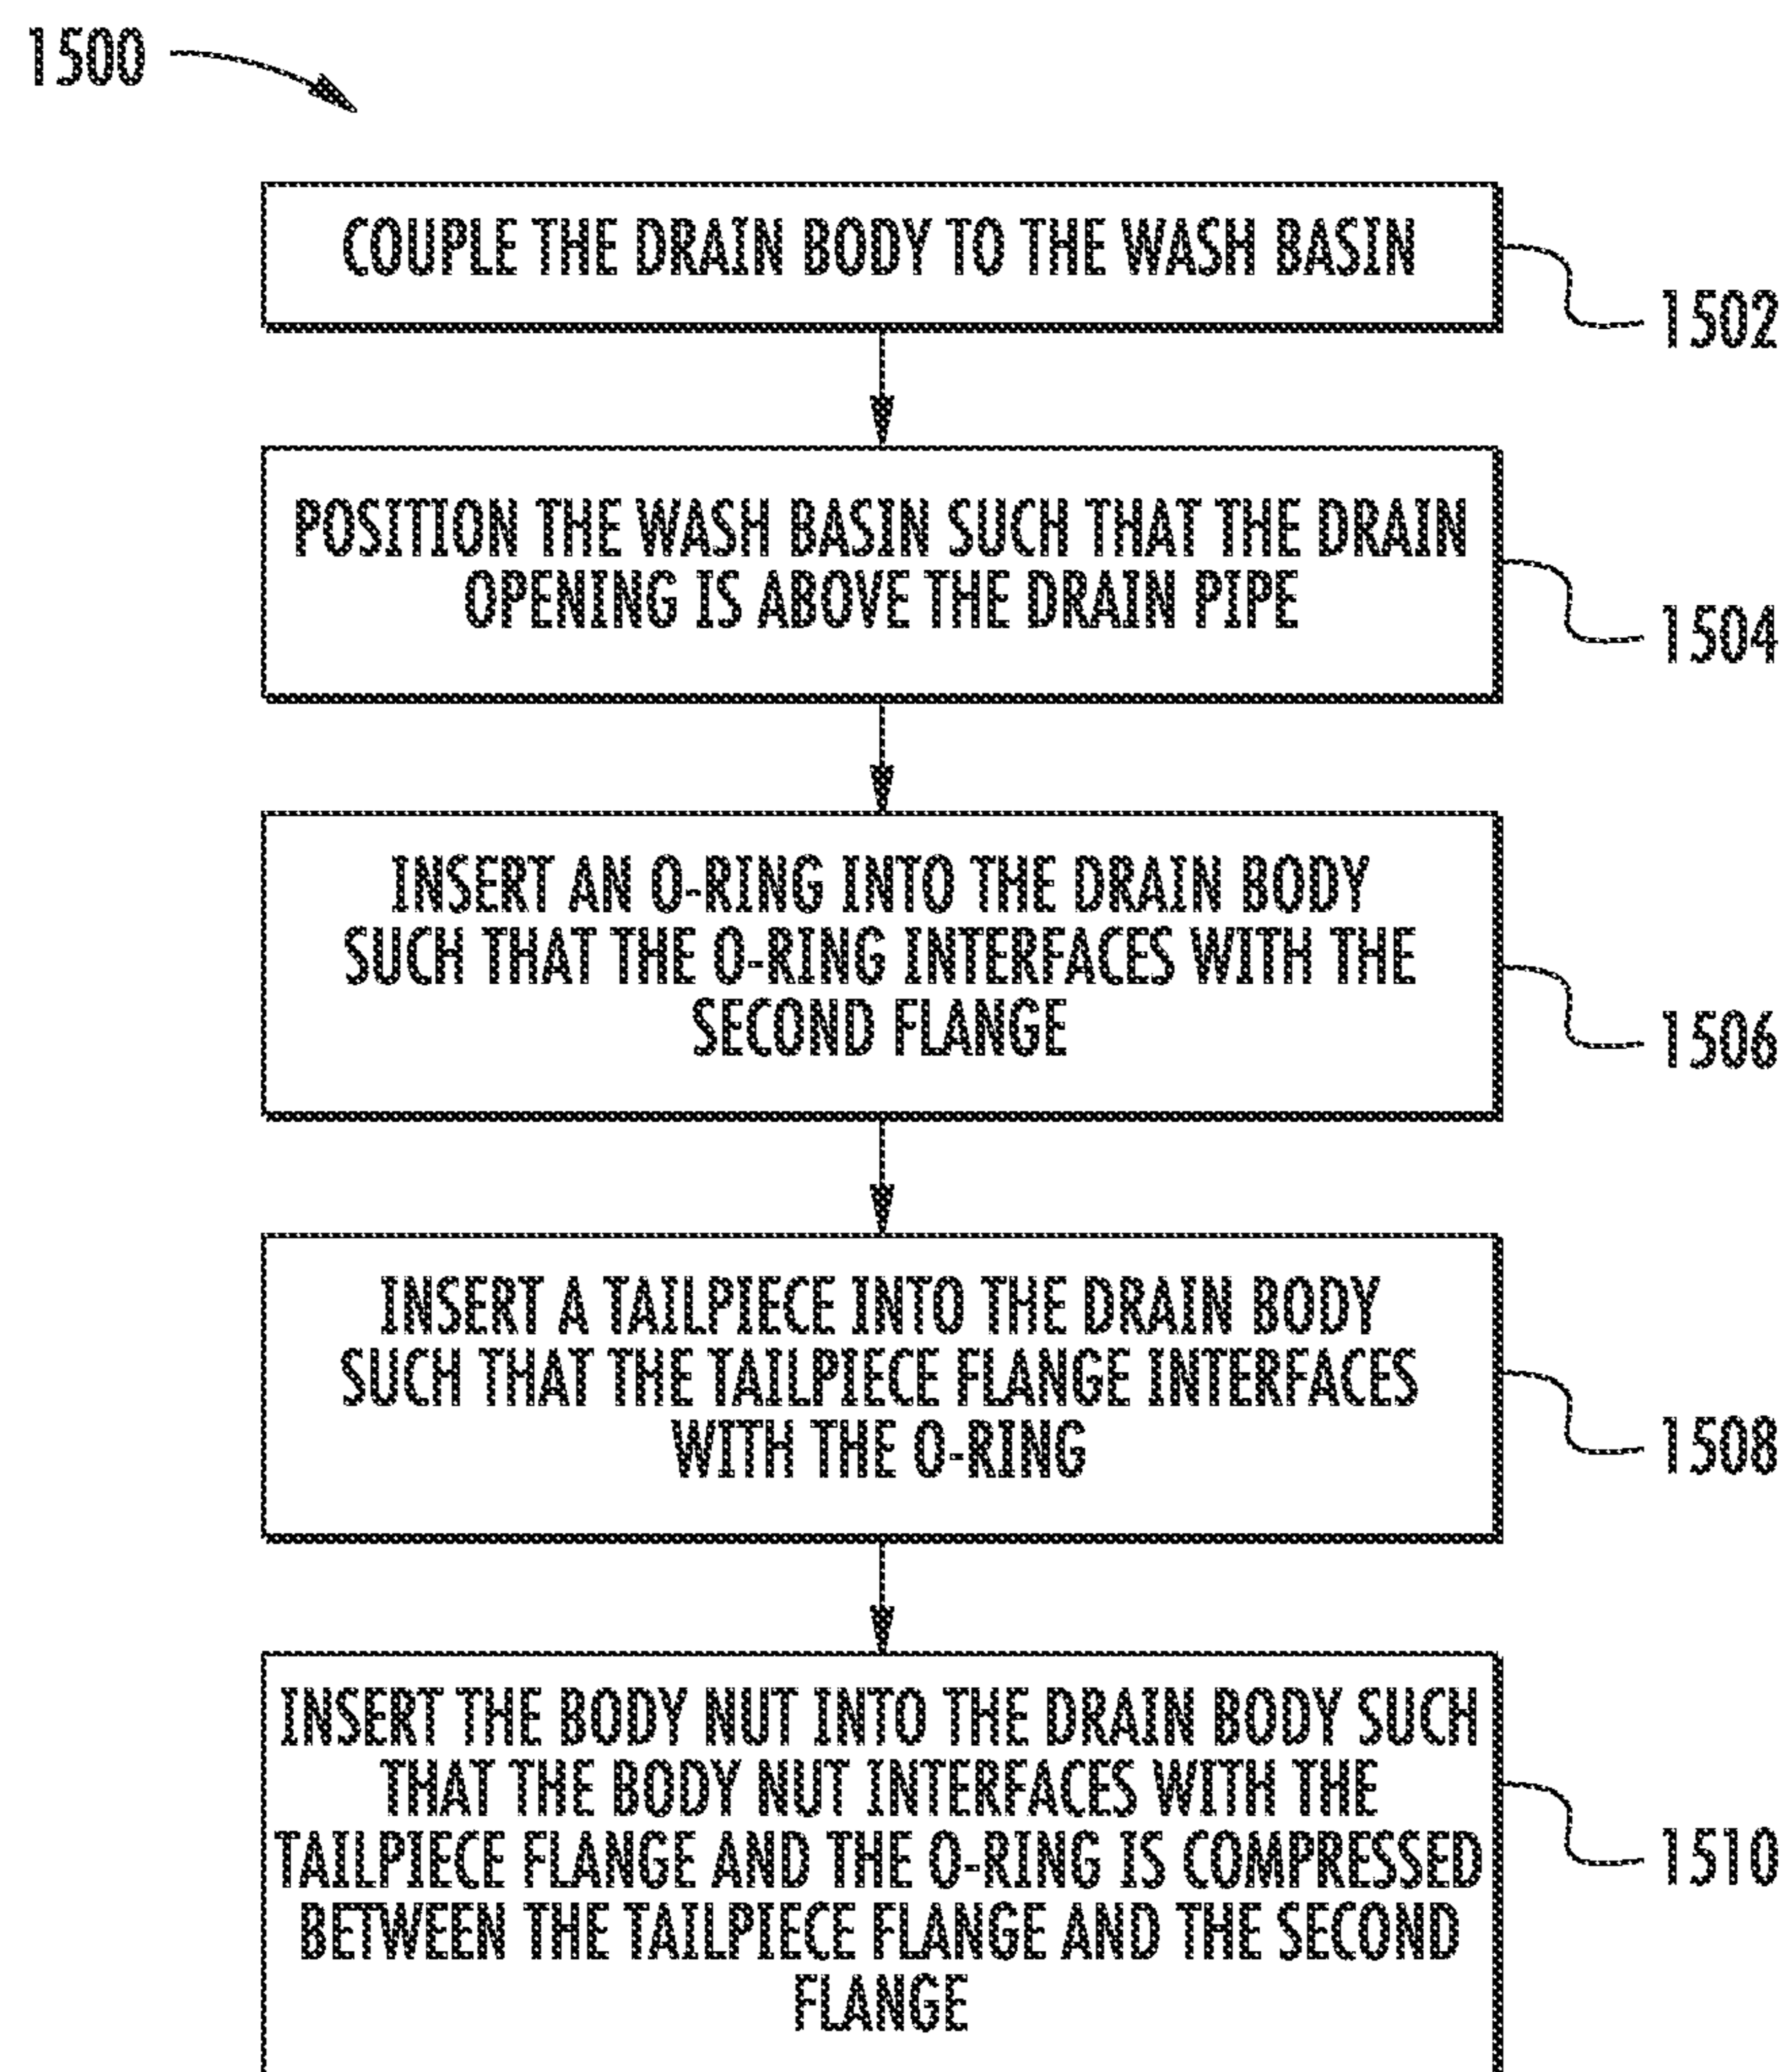 1500
COUPLE THE DRAIN BODY TO THE WASH BASIN
1502
POSITION THE WASH BASIN SUCH THAT THE DRAIN
OPENING IS ABOVE THE DRAIN PIPE
1504
INSERT AN O-RING INTO THE DRAIN BODY
SUCH THAT THE O-RING INTERFACES WITH THE
SECOND FLANGE
1506
INSERT A TAILPIECE INTO THE DRAIN BODY
SUCH THAT THE TAILPIECE FLANGE INTERFACES
WITH THE O-RING
1508
INSERT THE BODY NUT INTO THE DRAIN BODY SUCH
THAT THE BODY NUT INTERFACES WITH THE
TAILPIECE FLANGE AND THE O-RING IS COMPRESSED
BETWEEN THE TAILPIECE FLANGE AND THE SECOND
FLANGE
1510